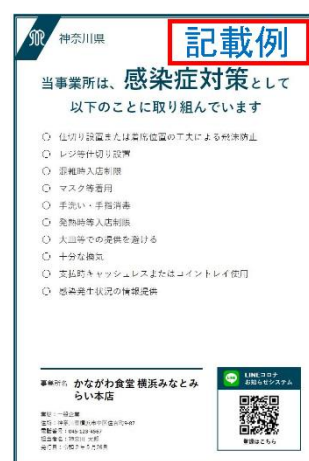 神奈川県
記載例
当事業所は、感染症対策として
以下のことに取り組んでいます
○ 仕切り設置または着席位置の工夫による飛沫防止
○ レジ等仕切り設置
○ 混雑時入店制限
○ マスク等着用
○ 手洗い・手指消毒
○ 発熱時等入店制限
○ 大皿等での提供を避ける
○ 十分な換気
○ 支払時キャッシュレスまたはコイントレイ使用
○ 感染発生状況の情報提供
事業所名 かながわ食堂 横浜みなとみ
らい本店
LINEコロナ
お知らせシステム
登録はこちら